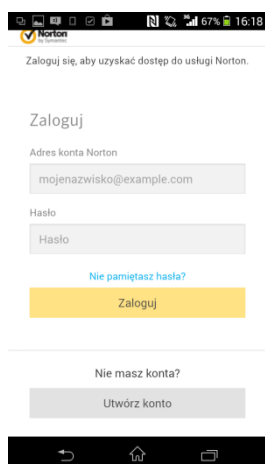 67% 16:18
Norton
by Symantec
Zaloguj się, aby uzyskać dostęp do usługi Norton.
Zaloguj
Adres konta Norton
mojenazwisko@example.com
Hasło
Hasło
Nie pamiętasz hasła?
Zaloguj
Nie masz konta?
Utwórz konto